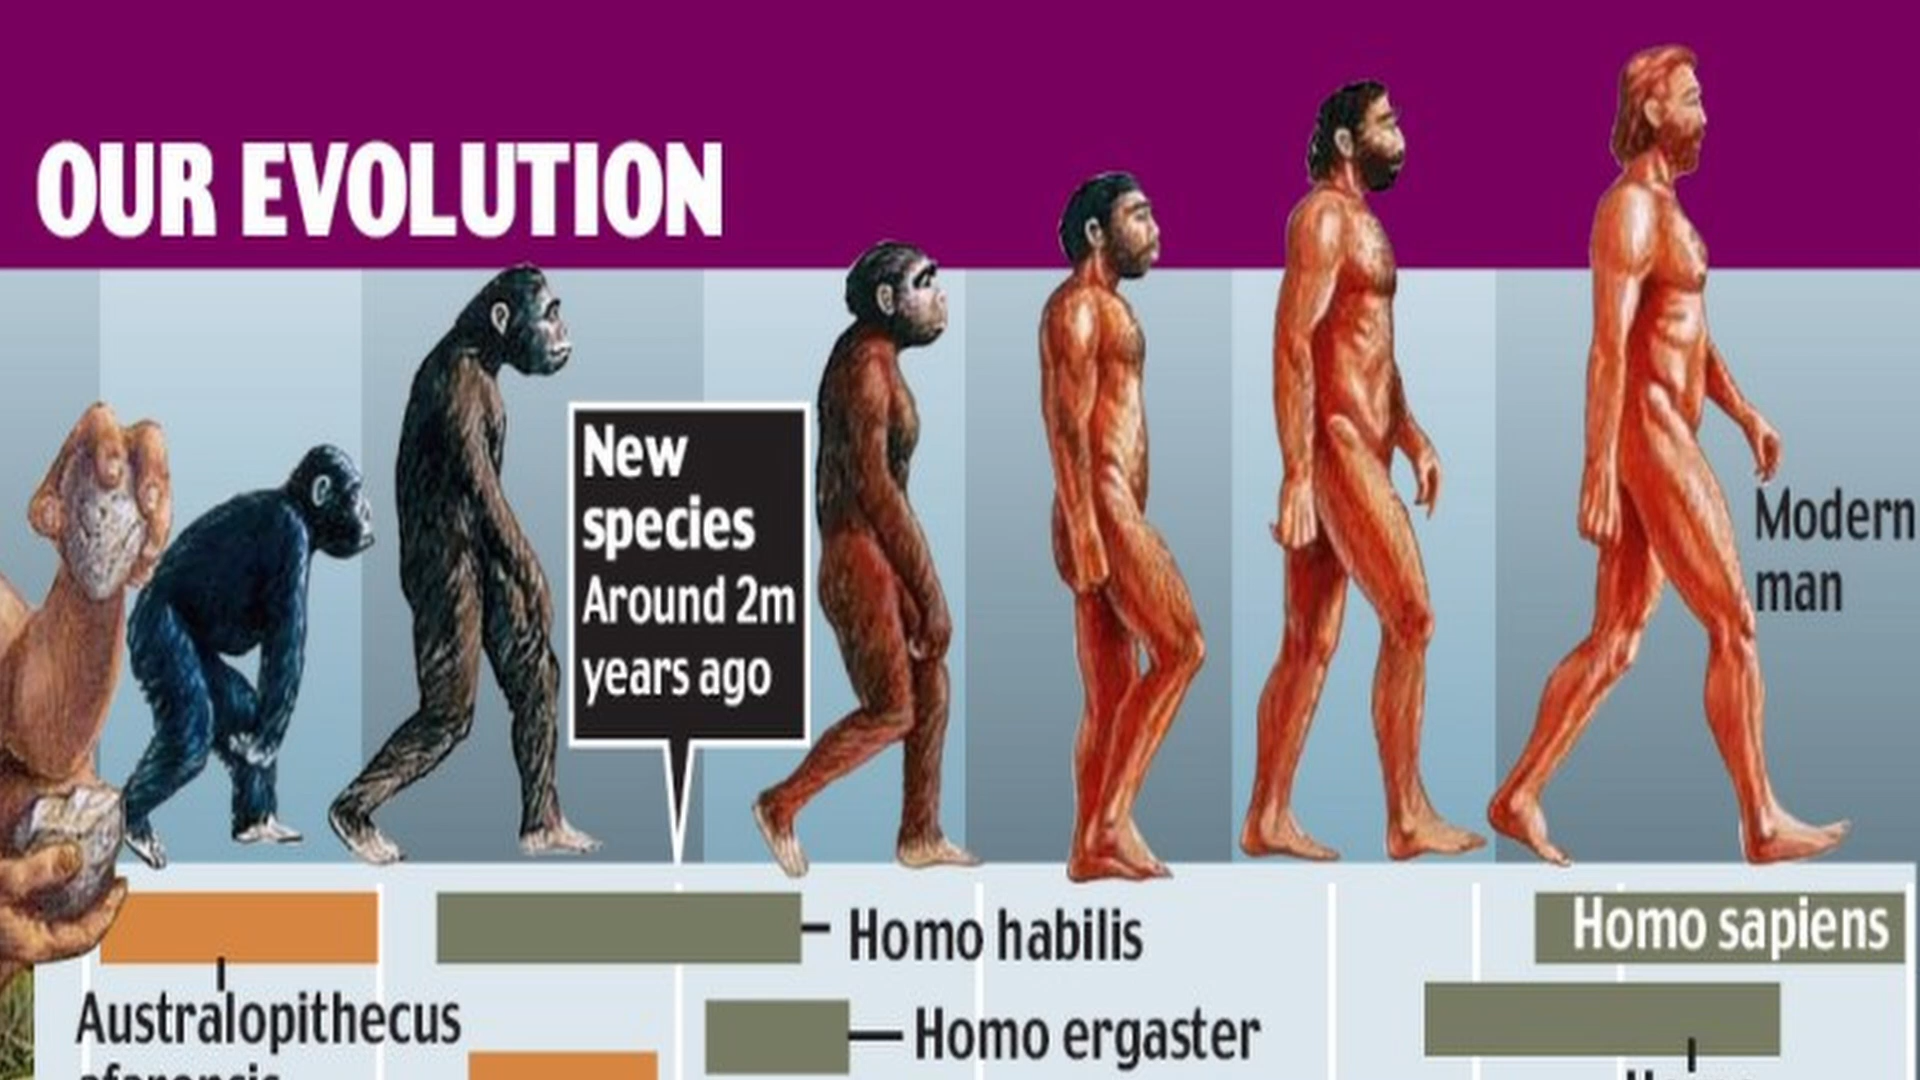 OUR EVOLUTION
New
species
Around 2m
years ago
Modern
man
Homo habilis
Homo sapiens
Australopithecus
Homo ergaster